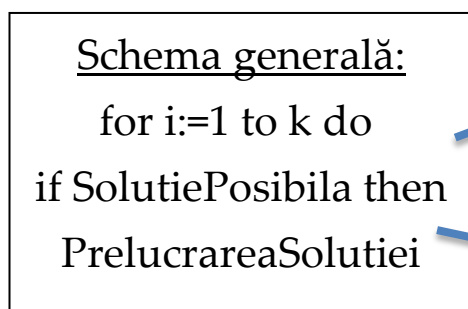 Schema generală:
for i:=1 to k do
if SolutiePosibila then
PrelucrareaSolutiei